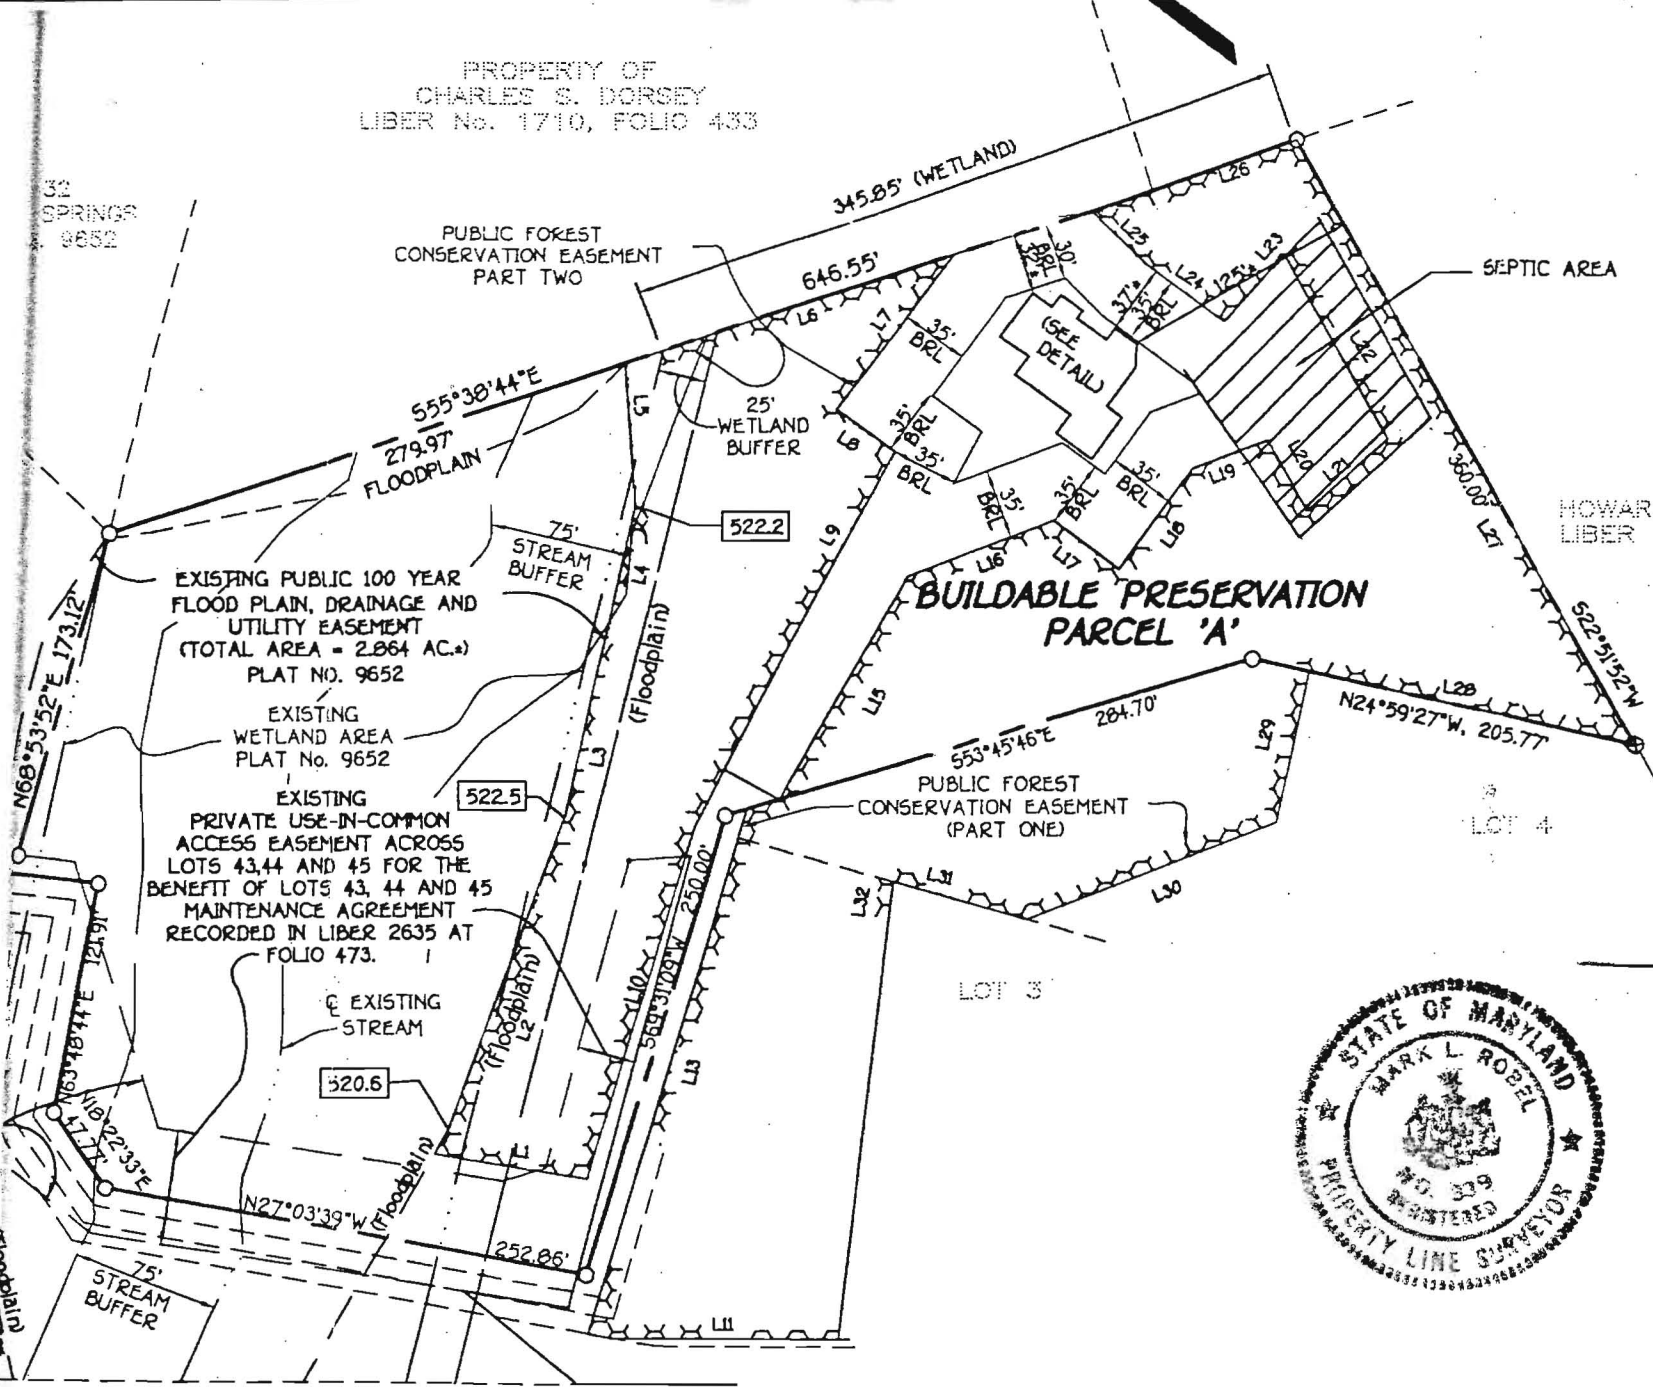 PROPERTY OF
CHARLES S. DORSEY
LIBER No. 1710, FOLIO 433
32
SPRINGS
9652
345.85' (WETLAND)
L26
PUBLIC FOREST
CONSERVATION EASEMENT
PART TWO
646.55'
L6
L7
30'
BRL
BRL
L25
L24
L23
25'±
37'±
35'
BRL
SEPTIC AREA
(SEE
DETAIL)
35'
BRL
L22
S55°38'44"E
279.97'
FLOODPLAIN
L5
25'
WETLAND
BUFFER
L8
35'
BRL
35'
BRL
L20
L21
L19
35'
BRL
35'
BRL
35'
BRL
L18
L17
L16
360.00'
L27
HOWAR
LIBER
522.2
L9
75'
STREAM
BUFFER
L4
EXISTING PUBLIC 100 YEAR
FLOOD PLAIN, DRAINAGE AND
UTILITY EASEMENT
(TOTAL AREA = 2.864 AC.±)
PLAT NO. 9652
(Floodplain)
BUILDABLE PRESERVATION
PARCEL 'A'
N68°53'52"E 173.12'
S22°51'52"W
EXISTING
WETLAND AREA
PLAT No. 9652
L3
L15
284.70'
S53°45'46"E
L28
N24°59'27"W, 205.77'
L29
EXISTING
PRIVATE USE-IN-COMMON
ACCESS EASEMENT ACROSS
LOTS 43,44 AND 45 FOR THE
BENEFIT OF LOTS 43, 44 AND 45
MAINTENANCE AGREEMENT
RECORDED IN LIBER 2635 AT
FOLIO 473.
522.5
PUBLIC FOREST
CONSERVATION EASEMENT
(PART ONE)
LOT 4
L32
L31
L30
LOT 3
121.91'
N63°48'44"E
℄ EXISTING
STREAM
(Floodplain)
L2
L10
S69°31'09"W 250.00'
L13
520.6
N18°22'33"E
47.77'
L1
N27°03'39"W
(Floodplain)
252.86'
75'
STREAM
BUFFER
L11
STATE OF MARYLAND
MARK L. ROBEL
NO. 339
REGISTERED
PROPERTY LINE SURVEYOR